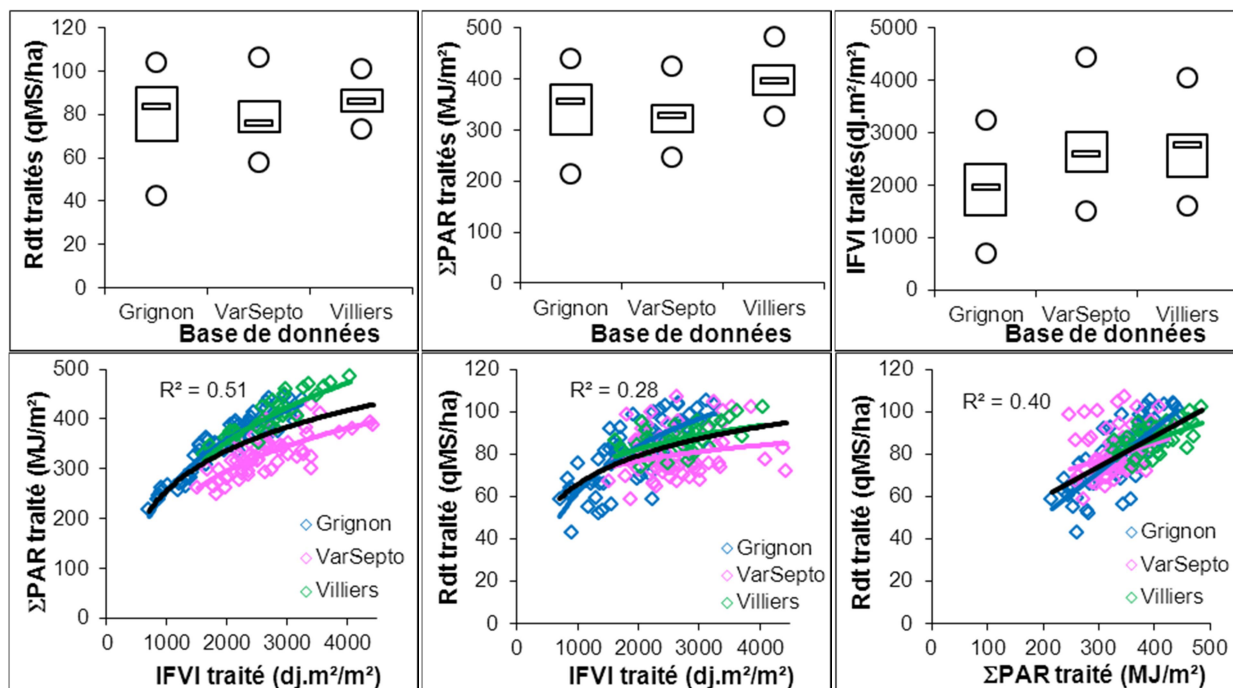 Rdt traités (qMS/ha)
120
100
80
60
40
20
0
Grignon VarSepto Villiers
Base de données
ΣPAR traités (MJ/m²)
500
400
300
200
100
0
Grignon VarSepto Villiers
Base de données
IFVI traités(dj.m²/m²)
5000
4000
3000
2000
1000
0
Grignon VarSepto Villiers
Base de données
ΣPAR traité (MJ/m²)
500
400
300
200
100
0
R² = 0.51
Grignon
VarSepto
Villiers
0 1000 2000 3000 4000
IFVI traité (dj.m²/m²)
Rdt traité (qMS/ha)
120
100
80
60
40
20
0
R² = 0.28
Grignon
VarSepto
Villiers
0 1000 2000 3000 4000
IFVI traité (dj.m²/m²)
Rdt traité (qMS/ha)
120
100
80
60
40
20
0
R² = 0.40
Grignon
VarSepto
Villiers
0 100 200 300 400 500
ΣPAR traité (MJ/m²)